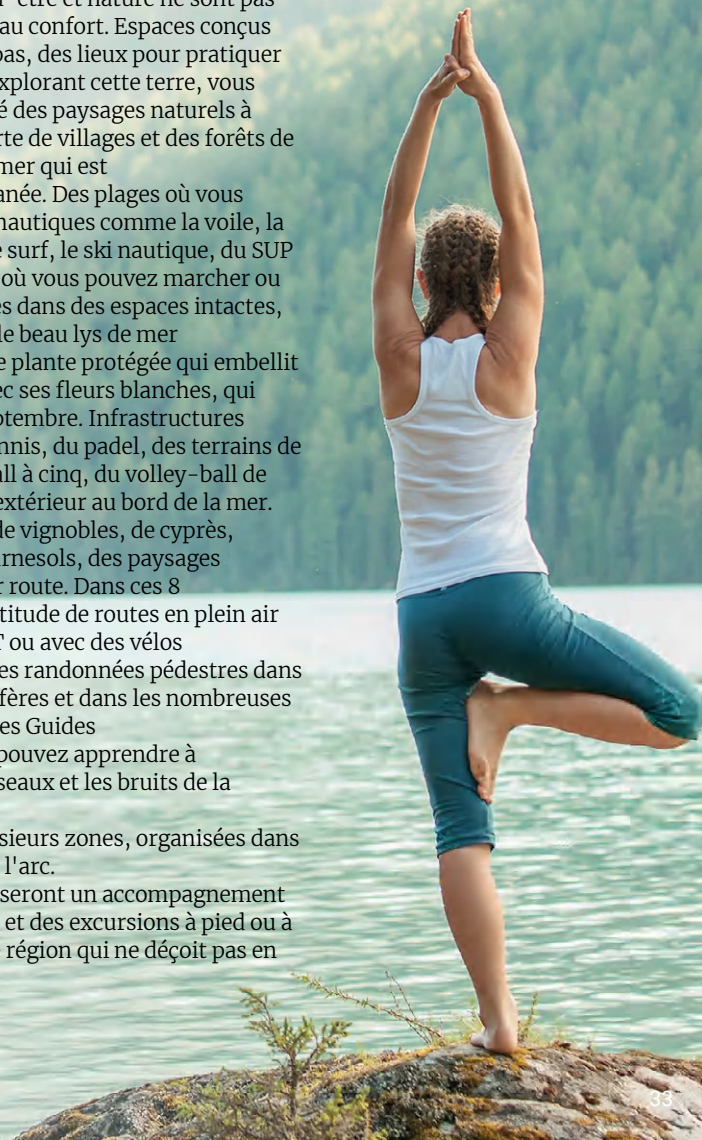 -être et nature ne sont pas
au confort. Espaces conçus
pas, des lieux pour pratiquer
xplorant cette terre, vous
é des paysages naturels à
rte de villages et des forêts de
mer qui est
anée. Des plages où vous
nautiques comme la voile, la
e surf, le ski nautique, du SUP
où vous pouvez marcher ou
es dans des espaces intactes,
le beau lys de mer
e plante protégée qui embellit
ec ses fleurs blanches, qui
ptembre. Infrastructures
nnis, du padel, des terrains de
all à cinq, du volley-ball de
extérieur au bord de la mer.
de vignobles, de cyprès,
urnesols, des paysages
r route. Dans ces 8
titude de routes en plein air
T ou avec des vélos
es randonnées pédestres dans
fères et dans les nombreuses
es Guides
pouvez apprendre à
seaux et les bruits de la
sieurs zones, organisées dans
l'arc.
seront un accompagnement
et des excursions à pied ou à
e région qui ne déçoit pas en
33